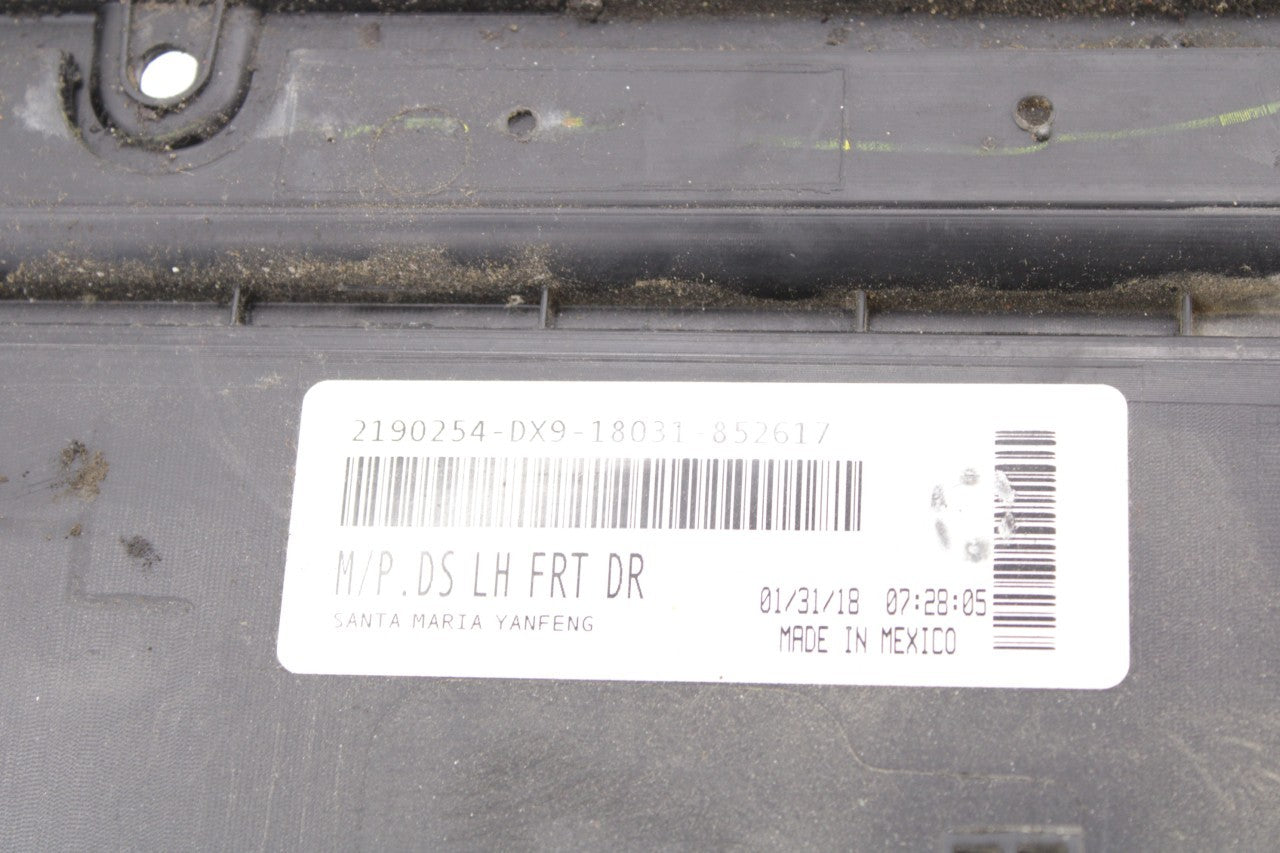 2190254-DX9-18031-852617
M/P.DS LH FRT DR
SANTA MARIA YANFENG
01/31/18 07:28:05
MADE IN MEXICO